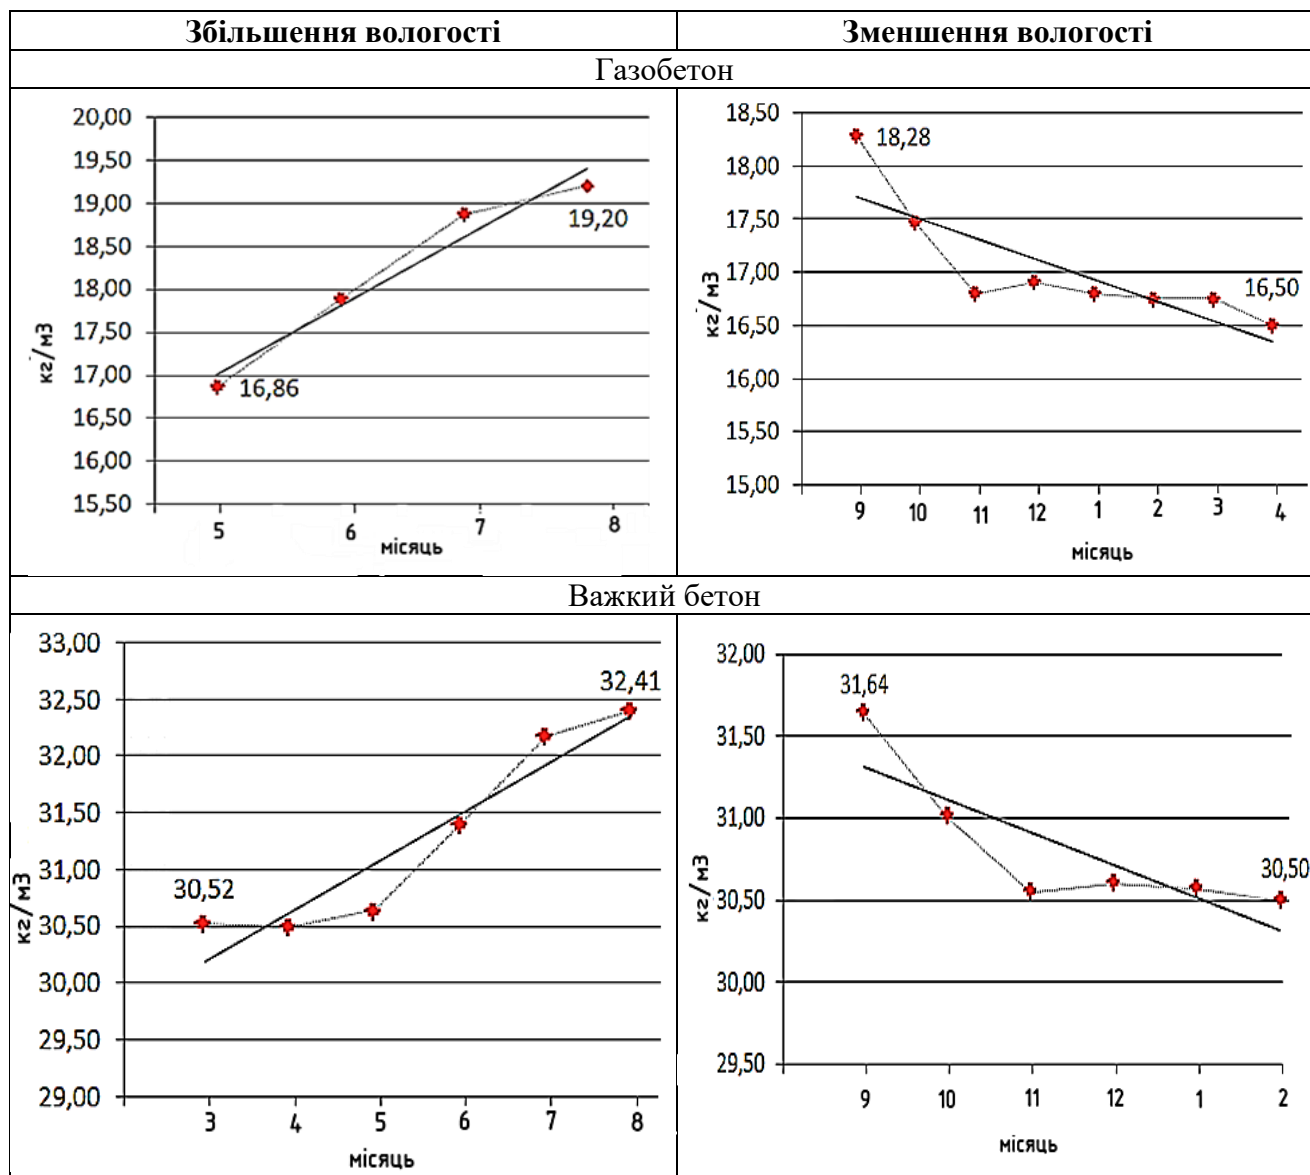 Збільшення вологості Зменшення вологості
Газобетон
20,00
19,50
19,00
18,50
18,00
17,50
17,00
16,50
16,00
15,50
кг/м3
16,86
19,20
5 6 7 8
місяць
18,50
18,00
17,50
17,00
16,50
16,00
15,50
15,00
кг/м3
18,28
16,50
9 10 11 12 1 2 3 4
місяць
Важкий бетон
33,00
32,50
32,00
31,50
31,00
30,50
30,00
29,50
29,00
кг/м3
30,52
32,41
3 4 5 6 7 8
місяць
32,00
31,50
31,00
30,50
30,00
29,50
кг/м3
31,64
30,50
9 10 11 12 1 2
місяць